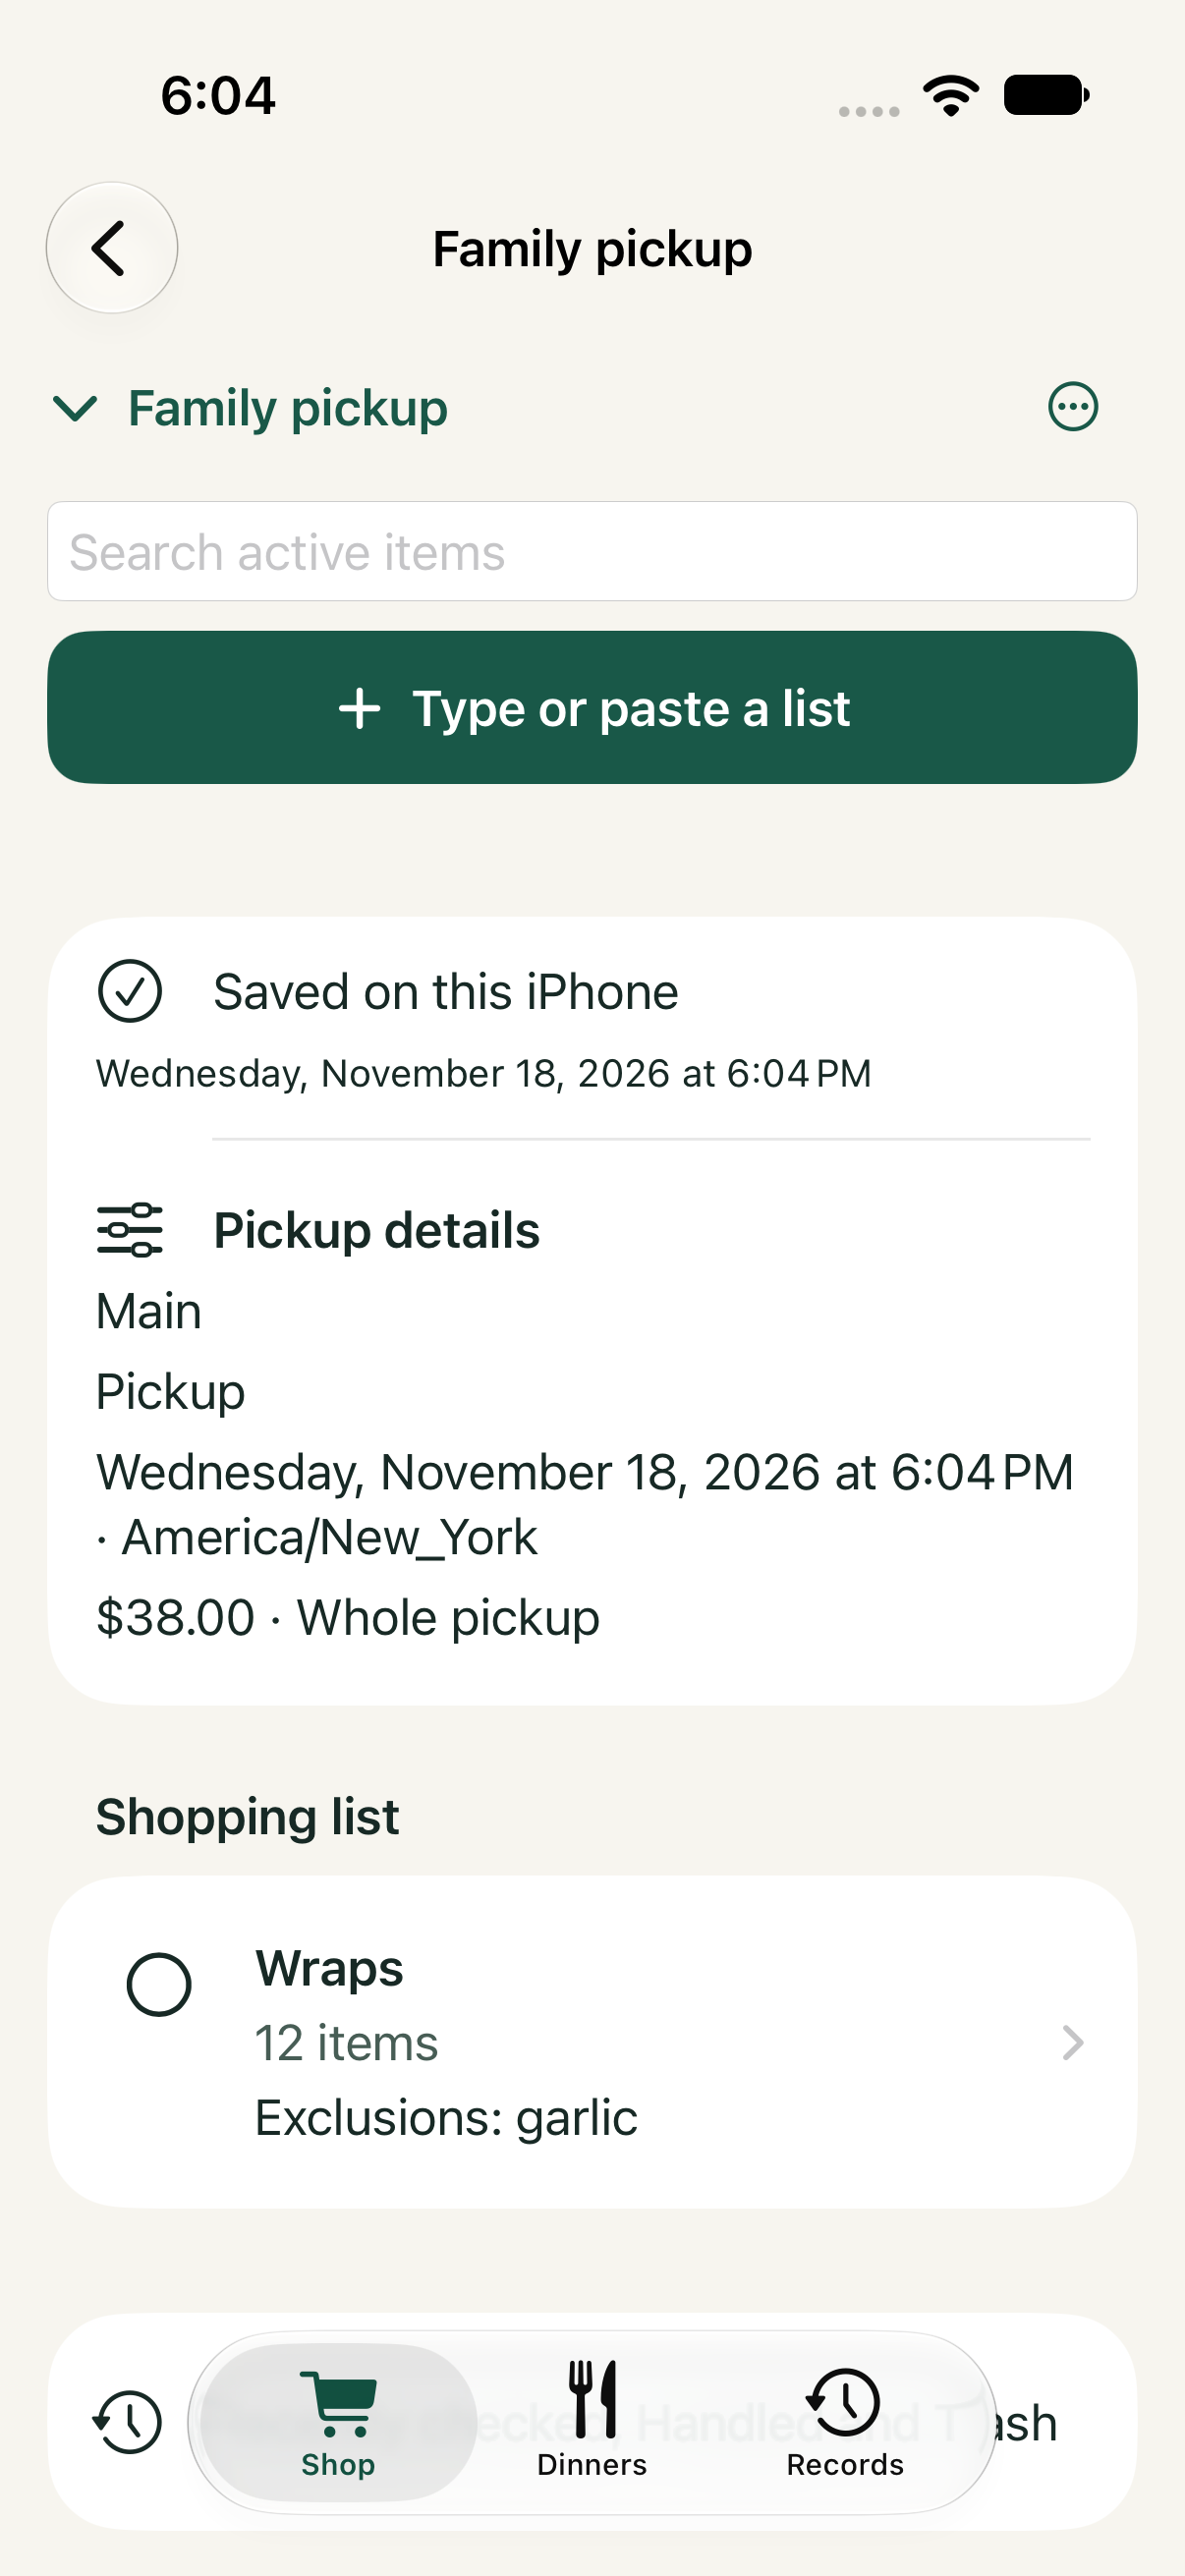 6:04
Family pickup
Family pickup
Search active items
Type or paste a list
Saved on this iPhone
Wednesday, November 18, 2026 at 6:04 PM
Pickup details
Main
Pickup
Wednesday, November 18, 2026 at 6:04 PM
· America/New_York
$38.00 · Whole pickup
Shopping list
Wraps
12 items
Exclusions: garlic
Handled
Shop
Dinners
Records